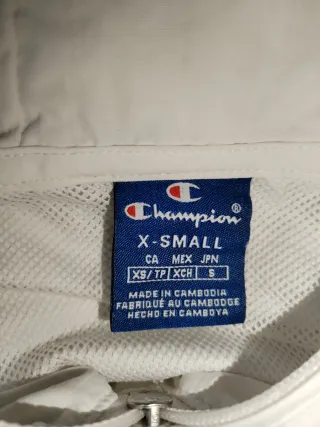 Champion®
X-SMALL
CA MEX JPN
XS/TP XCH S
MADE IN CAMBODIA
FABRIQUÉ AU CAMBODGE
HECHO EN CAMBOYA